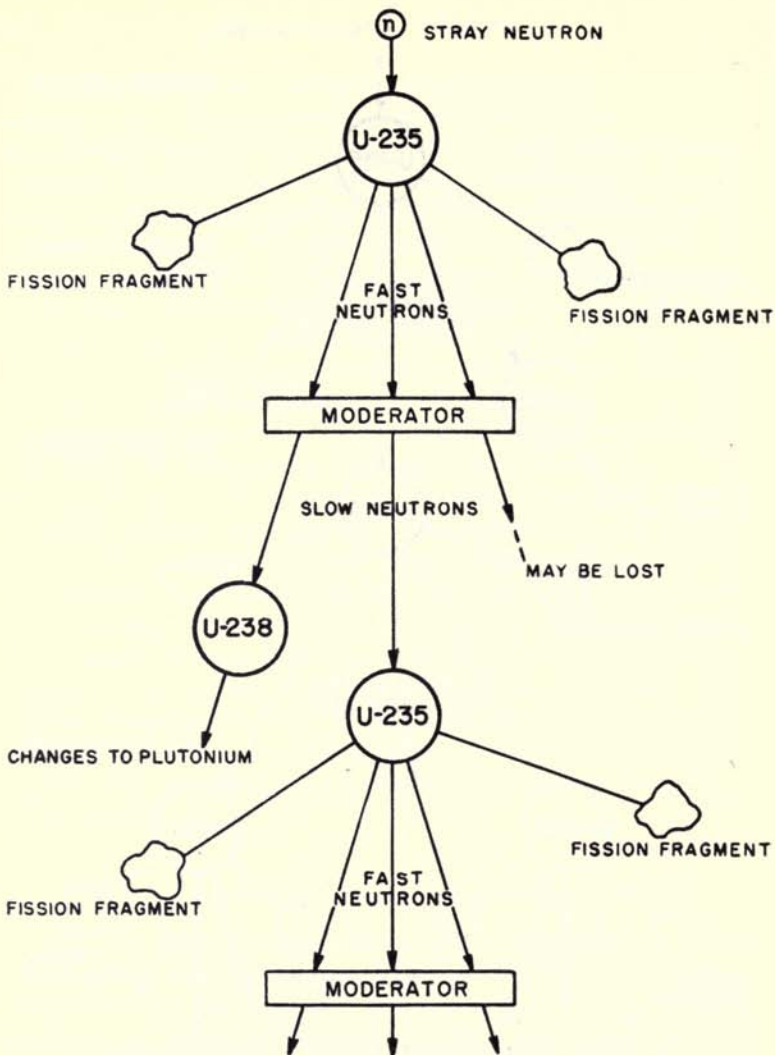 n
STRAY NEUTRON
U-235
FISSION FRAGMENT
FAST
NEUTRONS
FISSION FRAGMENT
MODERATOR
SLOW NEUTRONS
MAY BE LOST
U-238
U-235
CHANGES TO PLUTONIUM
FISSION FRAGMENT
FAST
NEUTRONS
FISSION FRAGMENT
MODERATOR